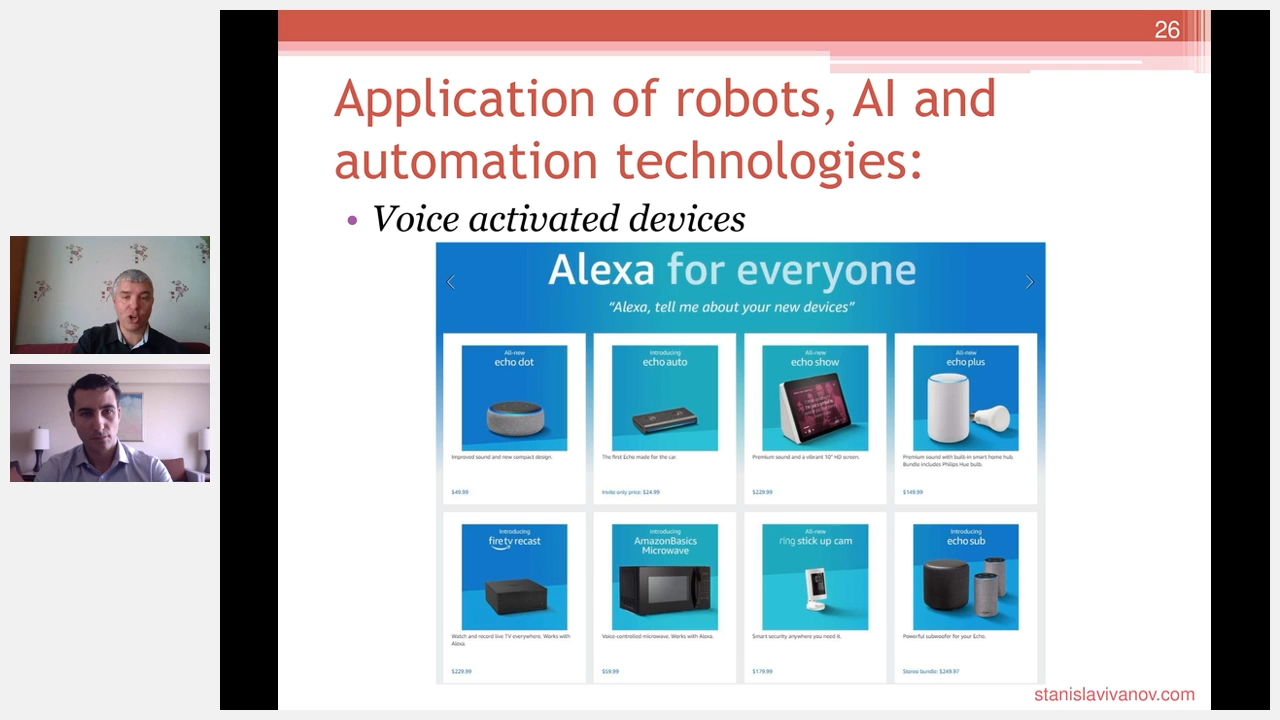 26
Application of robots, AI and
automation technologies:
• Voice activated devices
Alexa for everyone
“Alexa, tell me about your new devices”
All-new
echo dot
Improved sound and new compact design.
$49.99
Introducing
echo auto
The first Echo made for the car.
Invite only price: $24.99
All-new
echo show
Premium sound and a vibrant 10" HD screen.
$229.99
All-new
echo plus
Premium sound with built-in smart home hub.
Bundle includes Philips Hue bulb.
$149.99
Introducing
fire tv recast
Watch and record live TV everywhere. Works with
Alexa.
$229.99
Introducing
AmazonBasics
Microwave
Voice-controlled microwave. Works with Alexa.
$59.99
All-new
ring stick up cam
Smart security anywhere you need it.
$179.99
Introducing
echo sub
Powerful subwoofer for your Echo.
Stereo bundle: $249.97
stanislavivanov.com